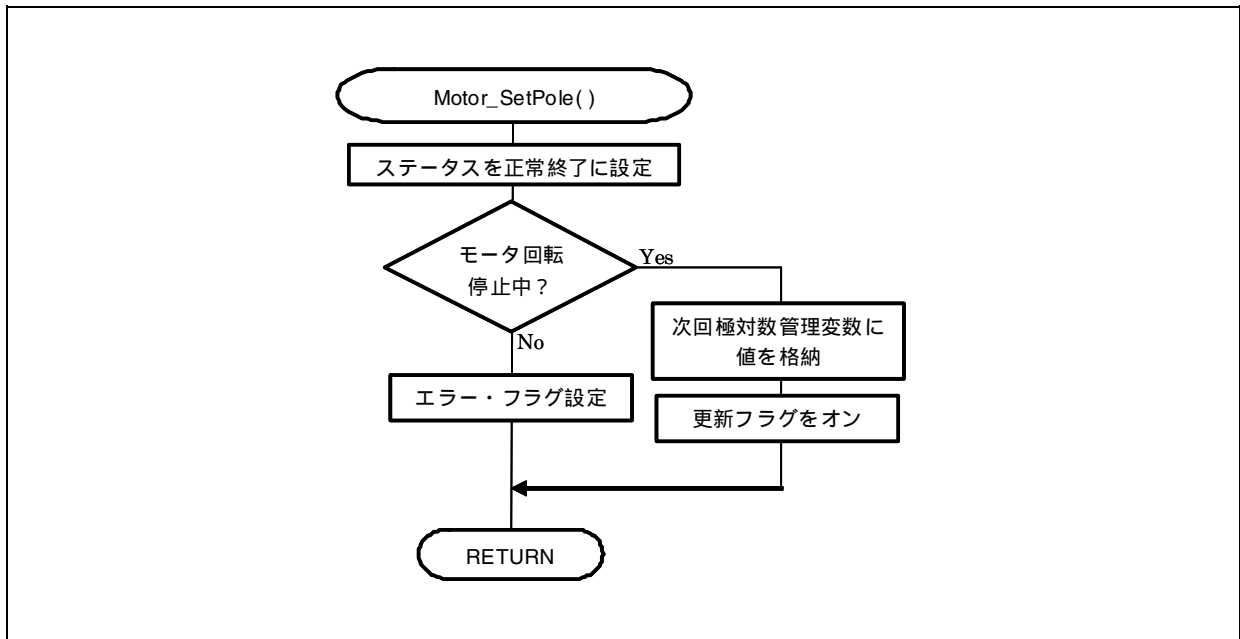 Motor_SetPole( )
ステータスを正常終了に設定
モータ回転
停止中？
Yes
次回極対数管理変数に
値を格納
No
エラー・フラグ設定
更新フラグをオン
RETURN